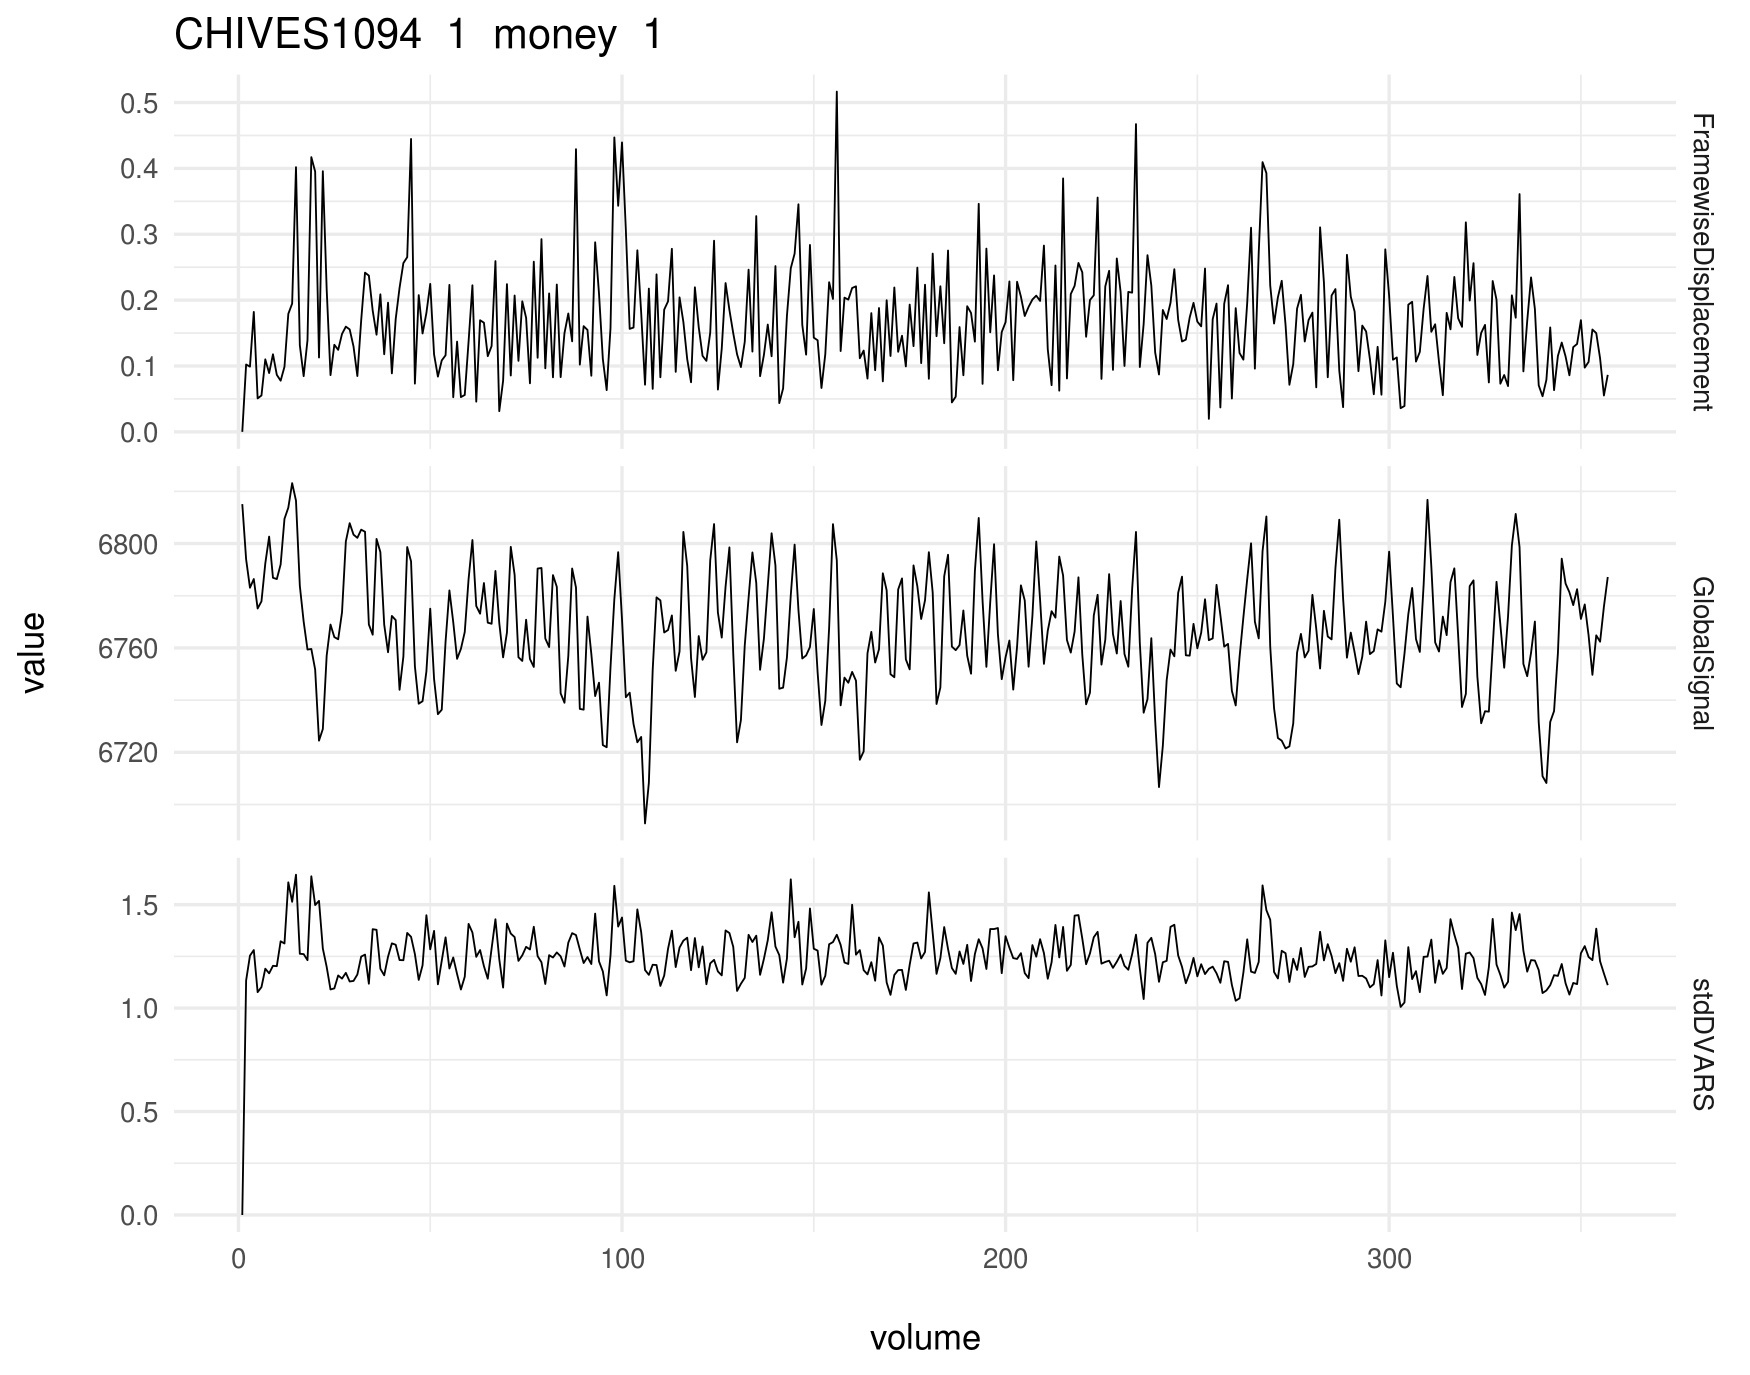 CHIVES1094 1 money 1
value
0.5
0.4
0.3
0.2
0.1
0.0
FramewiseDisplacement
6800
6760
6720
GlobalSignal
1.5
1.0
0.5
0.0
stdDVARS
0 100 200 300
volume